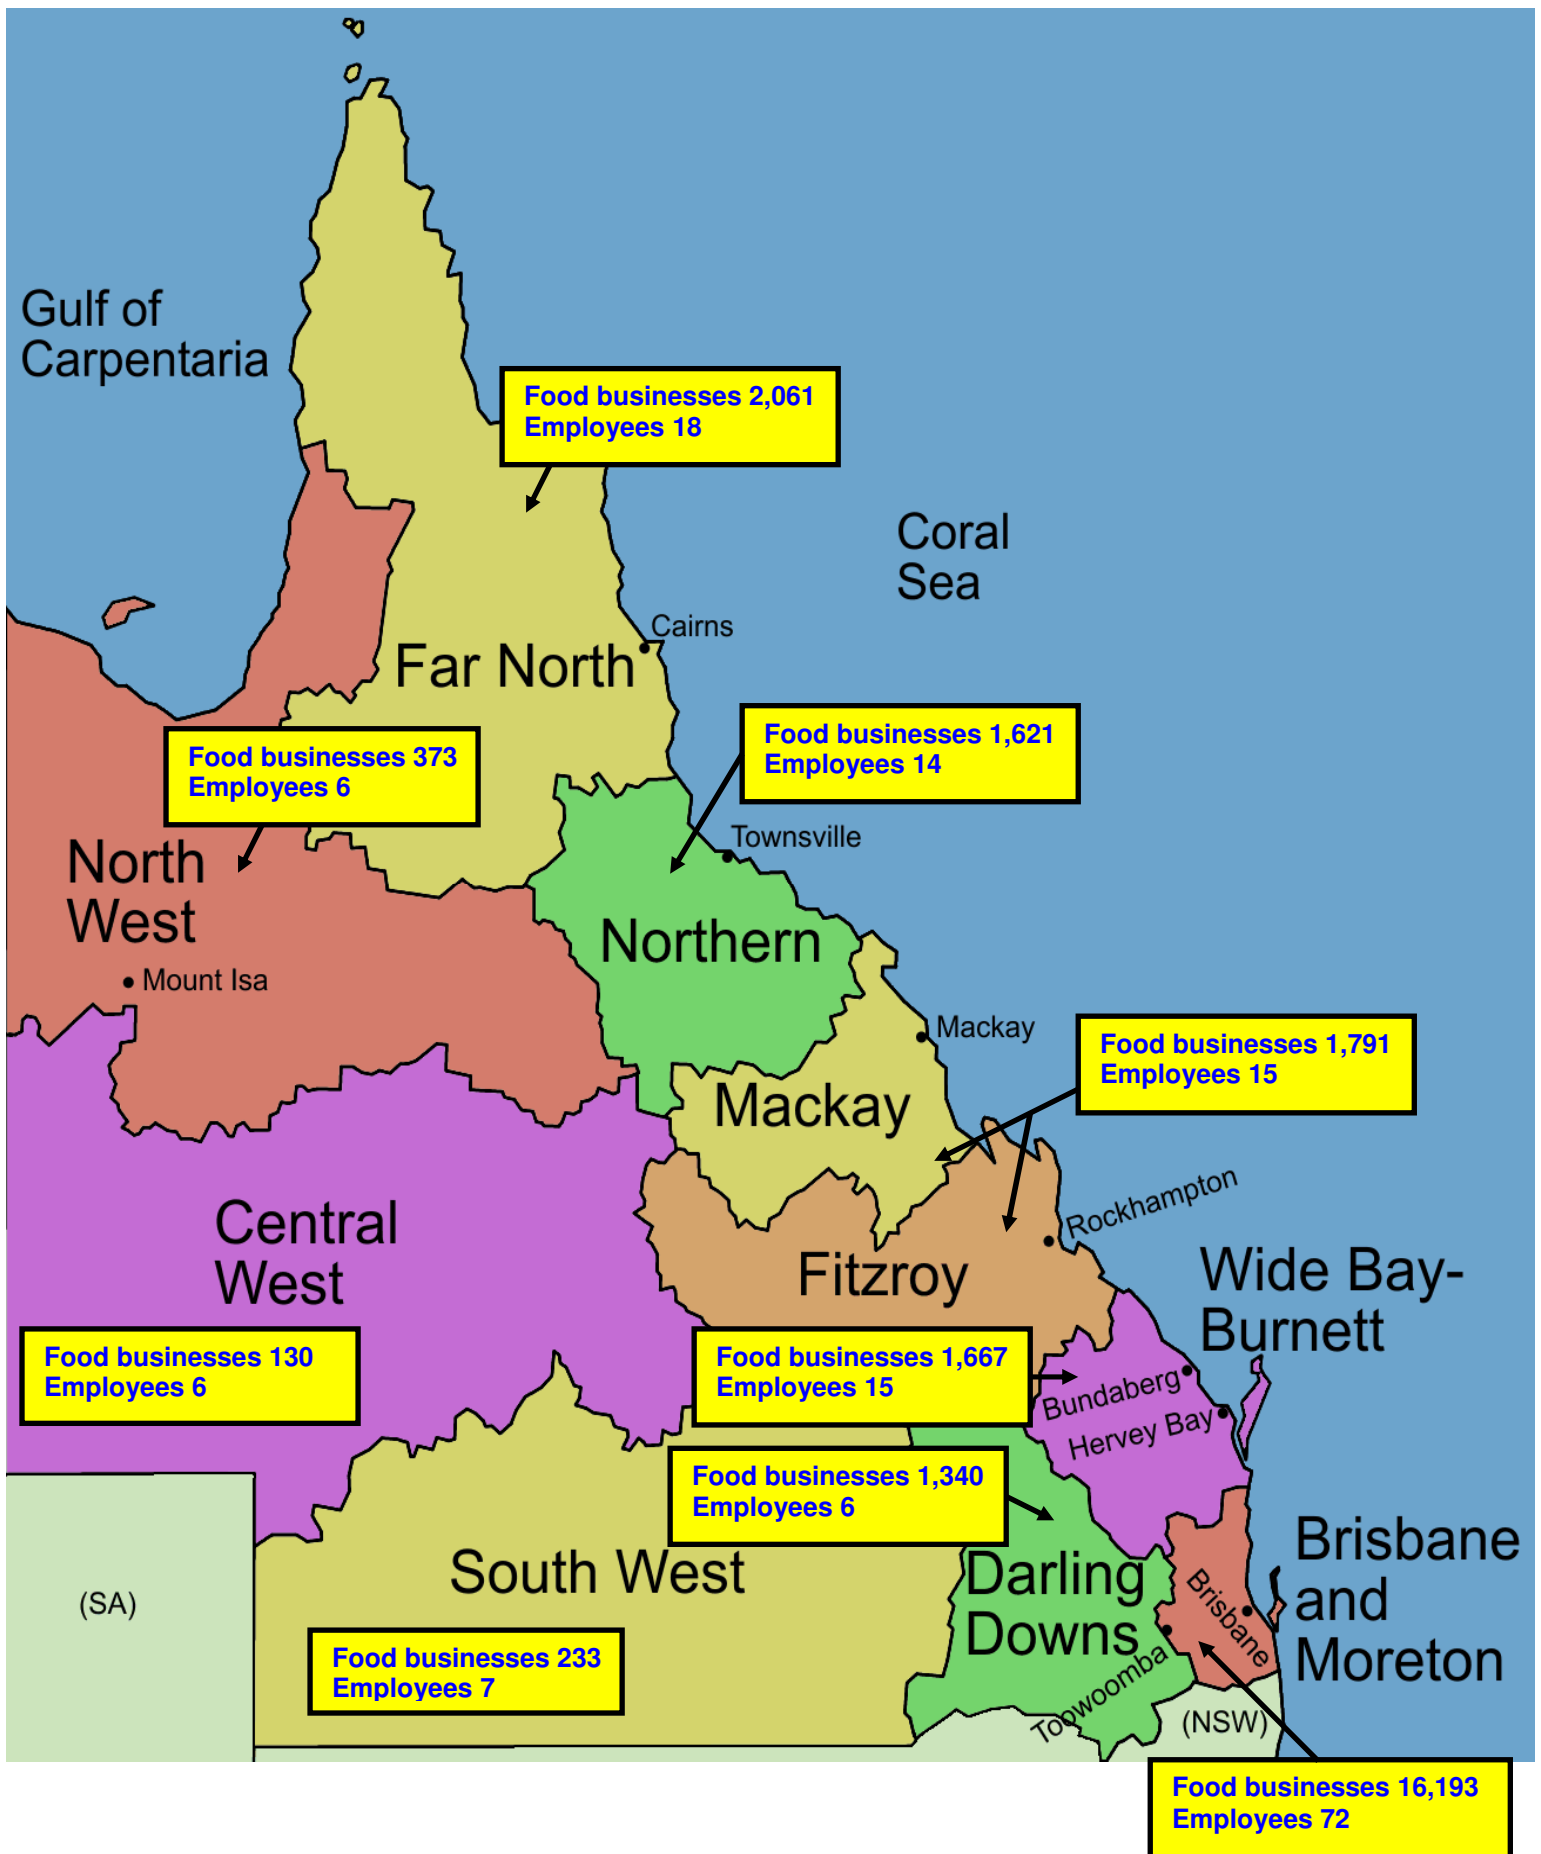 Gulf of
Carpentaria
Food businesses 2,061
Employees 18
Coral
Sea
Cairns
Far North
Food businesses 1,621
Employees 14
Food businesses 373
Employees 6
Townsville
North
West
Northern
Mount Isa
Mackay
Food businesses 1,791
Employees 15
Mackay
Rockhampton
Central
West
Fitzroy
Wide Bay-
Burnett
Food businesses 130
Employees 6
Food businesses 1,667
Employees 15
Bundaberg
Hervey Bay
Food businesses 1,340
Employees 6
South West
Darling
Downs
Brisbane
Brisbane
and
Moreton
(SA)
Food businesses 233
Employees 7
Toowoomba
(NSW)
Food businesses 16,193
Employees 72